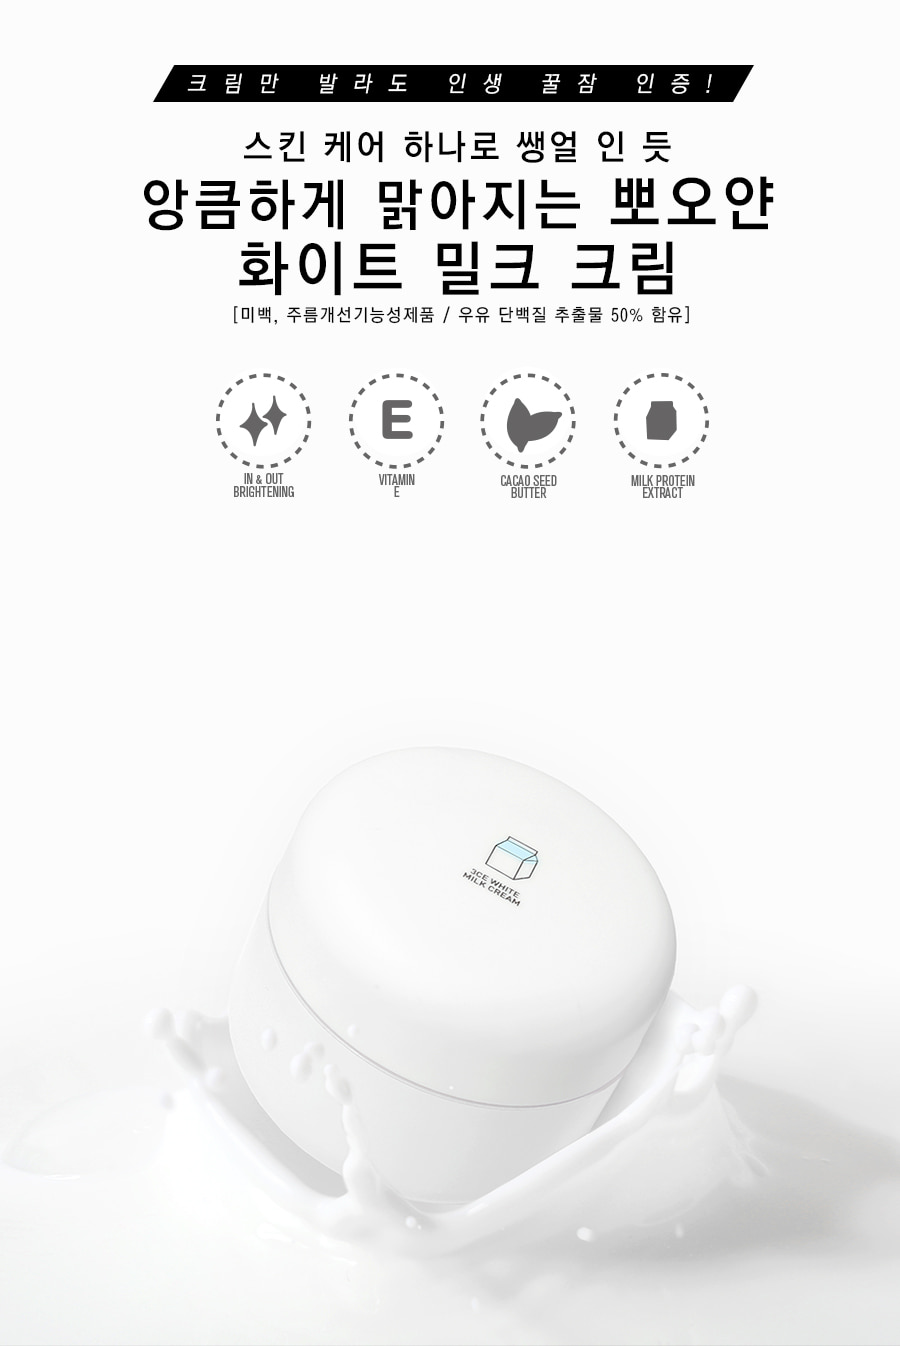 크림만 발라도 인생 꿀잠 인증!
스킨 케어 하나로 쌩얼 인 듯
앙큼하게 맑아지는 뽀오얀
화이트 밀크 크림
[미백, 주름개선기능성제품 / 우유 단백질 추출물 50% 함유]
E
IN & OUT
BRIGHTENING
VITAMIN
E
CACAO SEED
BUTTER
MILK PROTEIN
EXTRACT
3CE WHITE
MILK CREAM